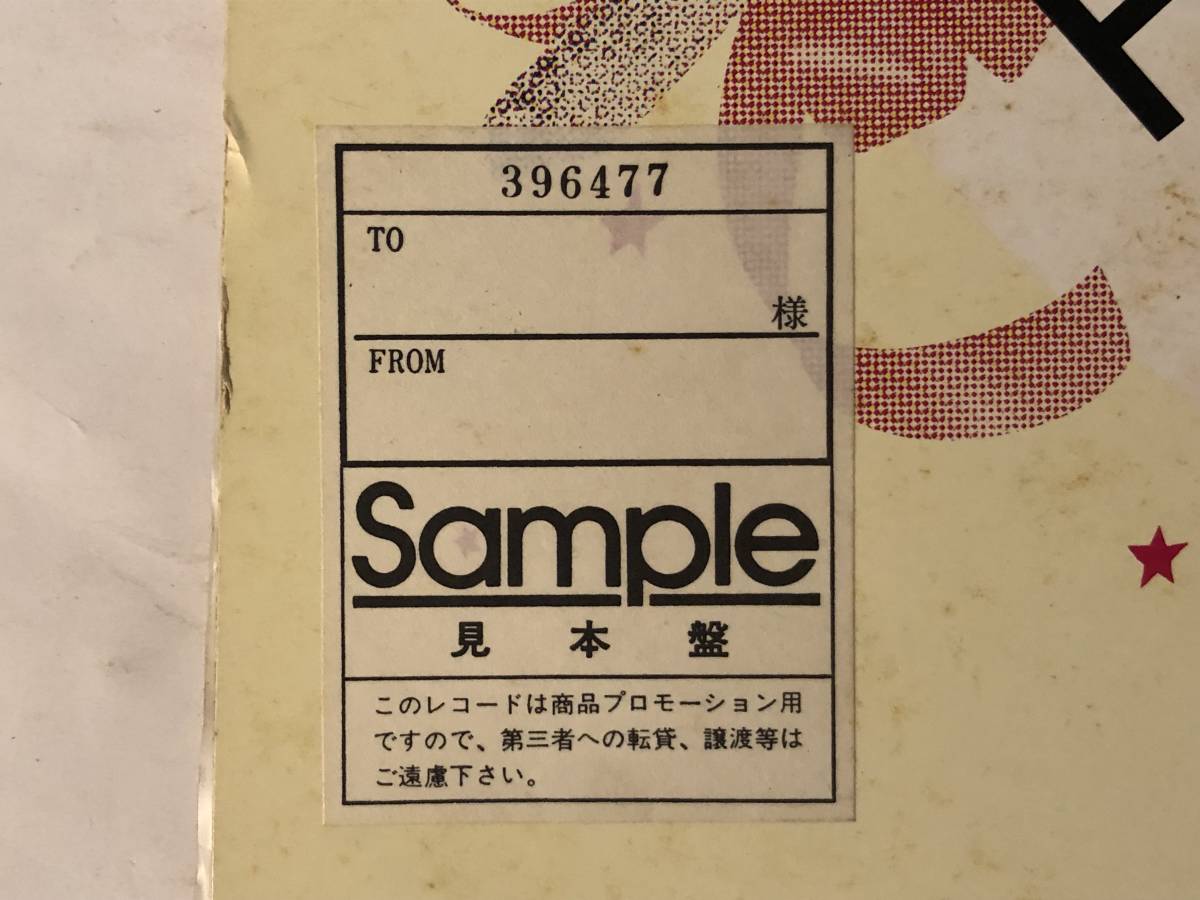 396477
TO
様
FROM
Sample
見本盤
このレコードは商品プロモーション用
ですので、第三者への転貸、譲渡等は
ご遠慮下さい。